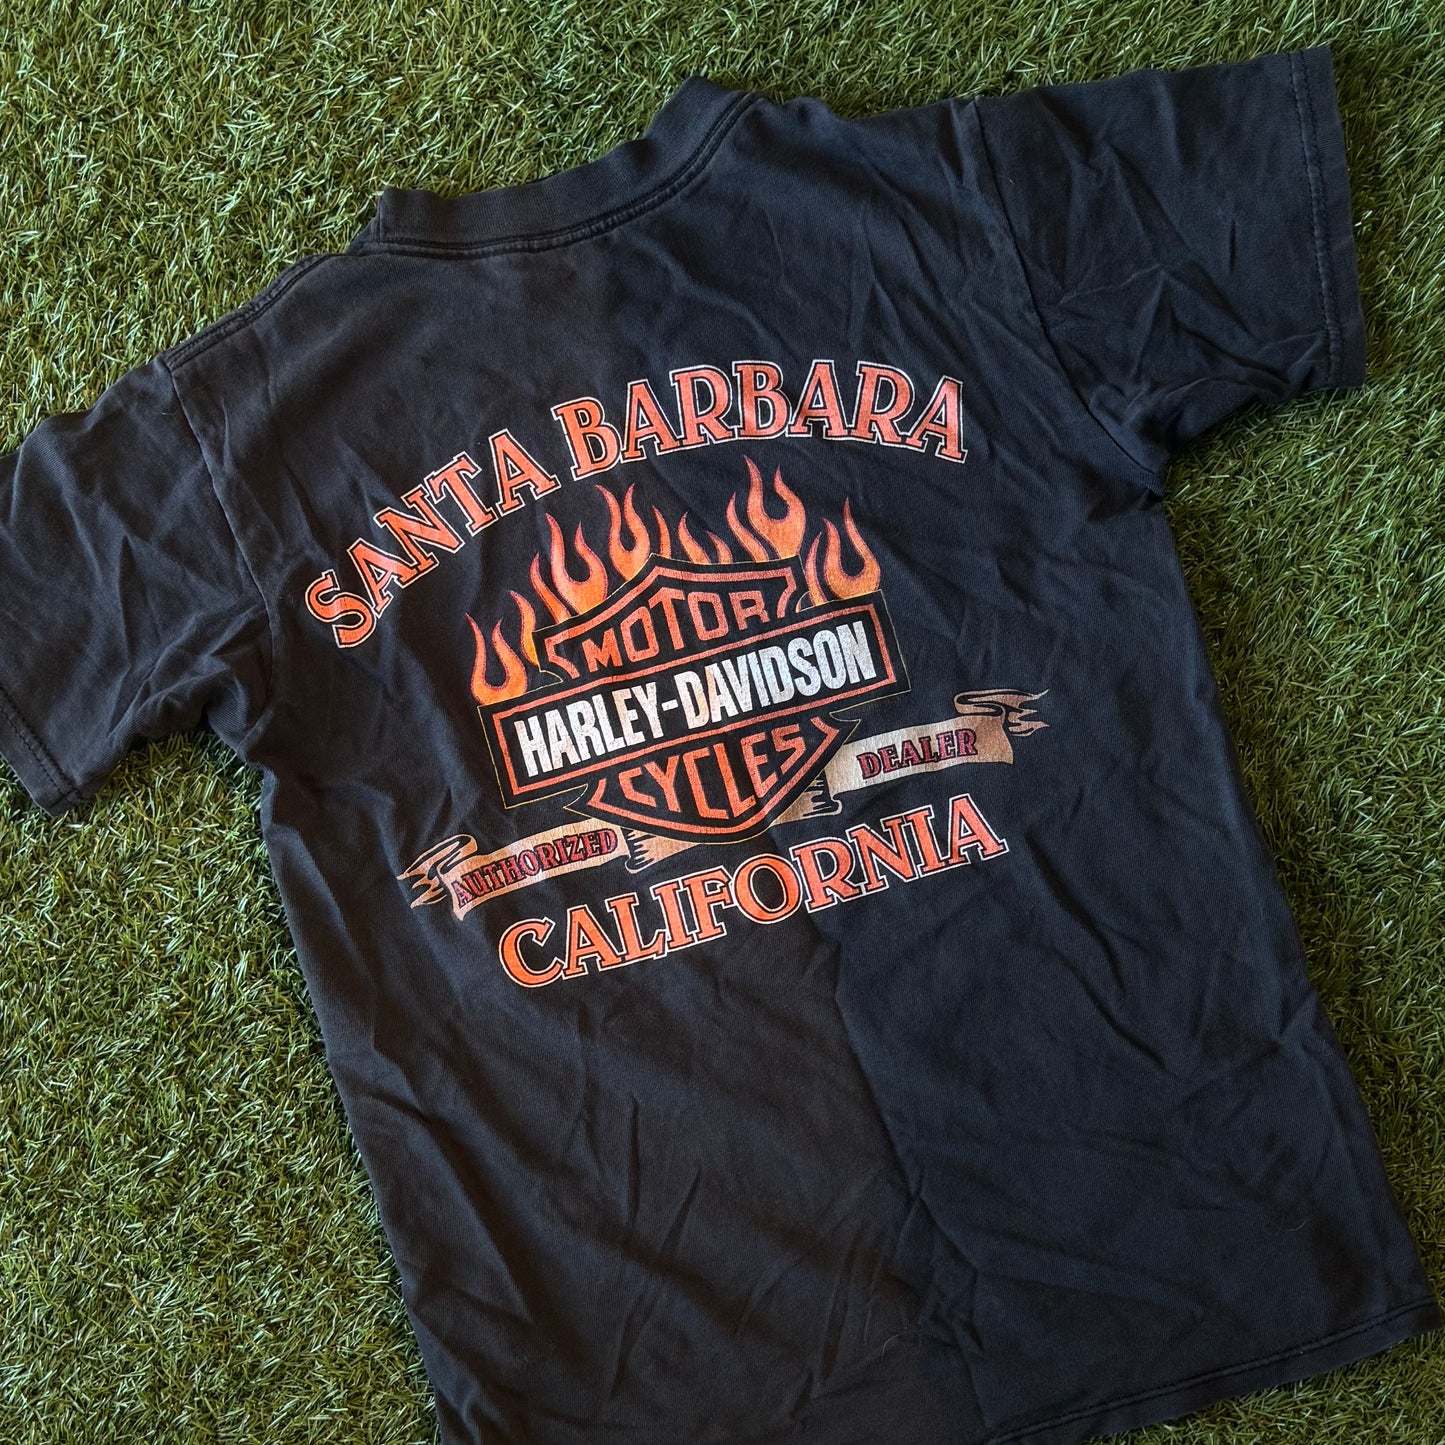 SANTA BARBARA
MOTOR
HARLEY-DAVIDSON
CYCLES
AUTHORIZED DEALER
CALIFORNIA